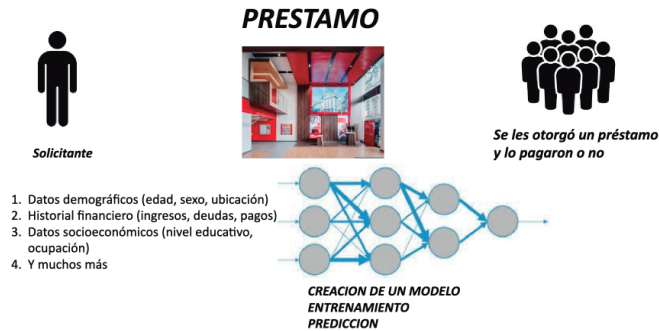 PRESTAMO
Solicitante
Se les otorgó un préstamo
y lo pagaron o no
1. Datos demográficos (edad, sexo, ubicación)
2. Historial financiero (ingresos, deudas, pagos)
3. Datos socioeconómicos (nivel educativo,
ocupación)
4. Y muchos más
CREACION DE UN MODELO
ENTRENAMIENTO
PREDICCION